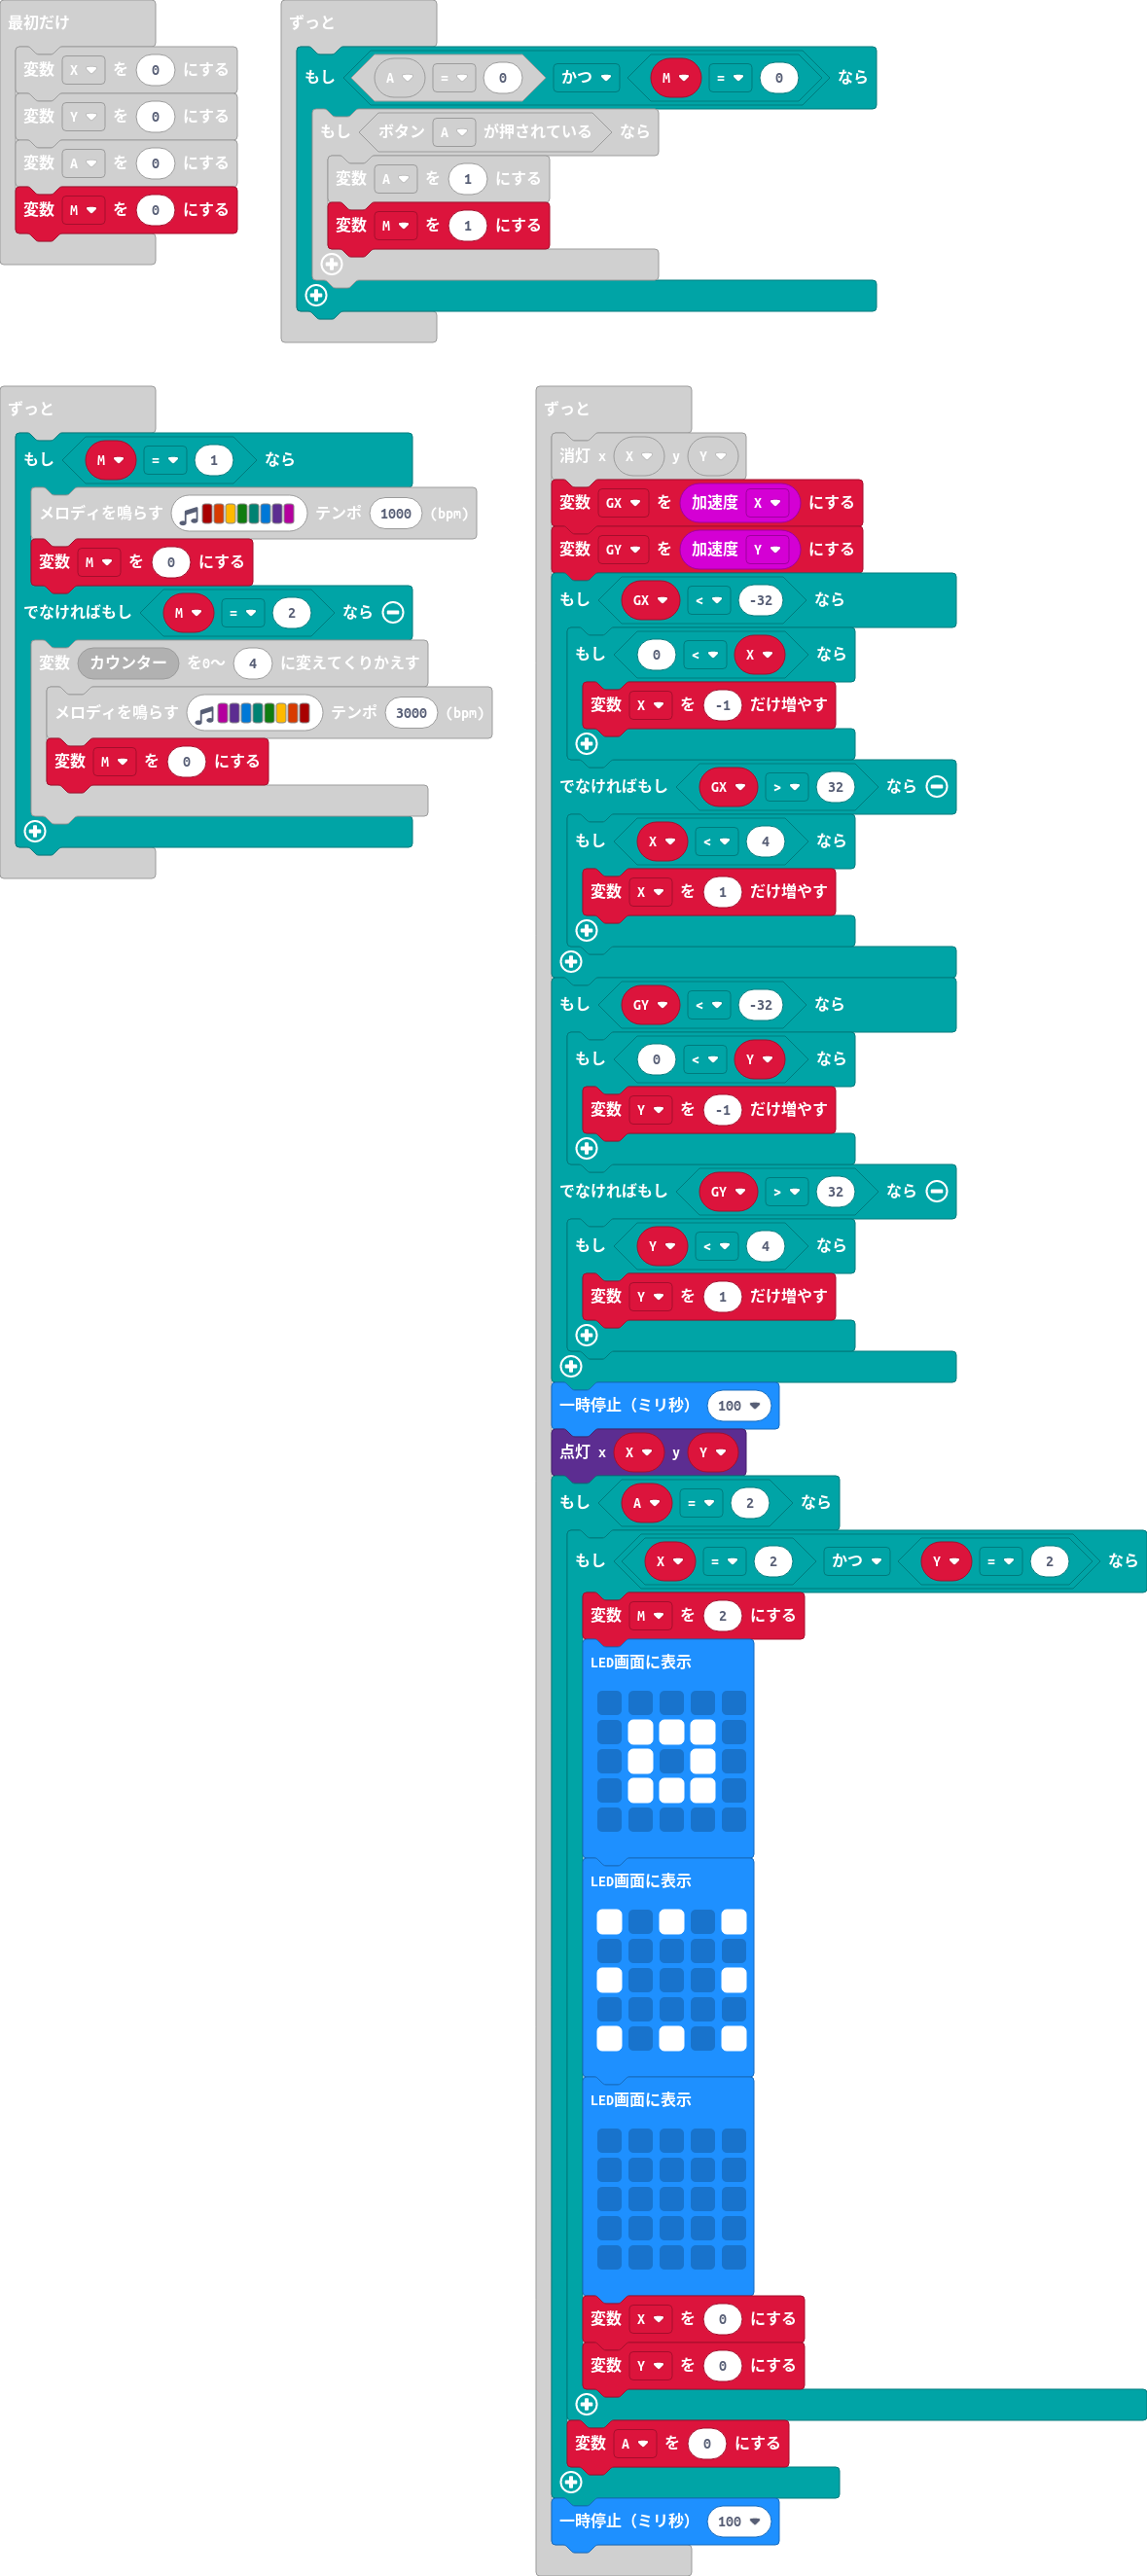 最初だけ
変数 X を 0 にする
変数 Y を 0 にする
変数 A を 0 にする
変数 M を 0 にする
ずっと
もし A = 0 かつ M = 0 なら
もし ボタン A が押されている なら
変数 A を 1 にする
変数 M を 1 にする
ずっと
もし M = 1 なら
メロディを鳴らす テンポ 1000 (bpm)
変数 M を 0 にする
でなければもし M = 2 なら
変数 カウンター を0～ 4 に変えてくりかえす
メロディを鳴らす テンポ 3000 (bpm)
変数 M を 0 にする
ずっと
消灯 x X y Y
変数 GX を 加速度 X にする
変数 GY を 加速度 Y にする
もし GX < -32 なら
もし 0 < X なら
変数 X を -1 だけ増やす
でなければもし GX > 32 なら
もし X < 4 なら
変数 X を 1 だけ増やす
もし GY < -32 なら
もし 0 < Y なら
変数 Y を -1 だけ増やす
でなければもし GY > 32 なら
もし Y < 4 なら
変数 Y を 1 だけ増やす
一時停止（ミリ秒） 100
点灯 x X y Y
もし A = 2 なら
もし X = 2 かつ Y = 2 なら
変数 M を 2 にする
LED画面に表示
LED画面に表示
LED画面に表示
変数 X を 0 にする
変数 Y を 0 にする
変数 A を 0 にする
一時停止（ミリ秒） 100